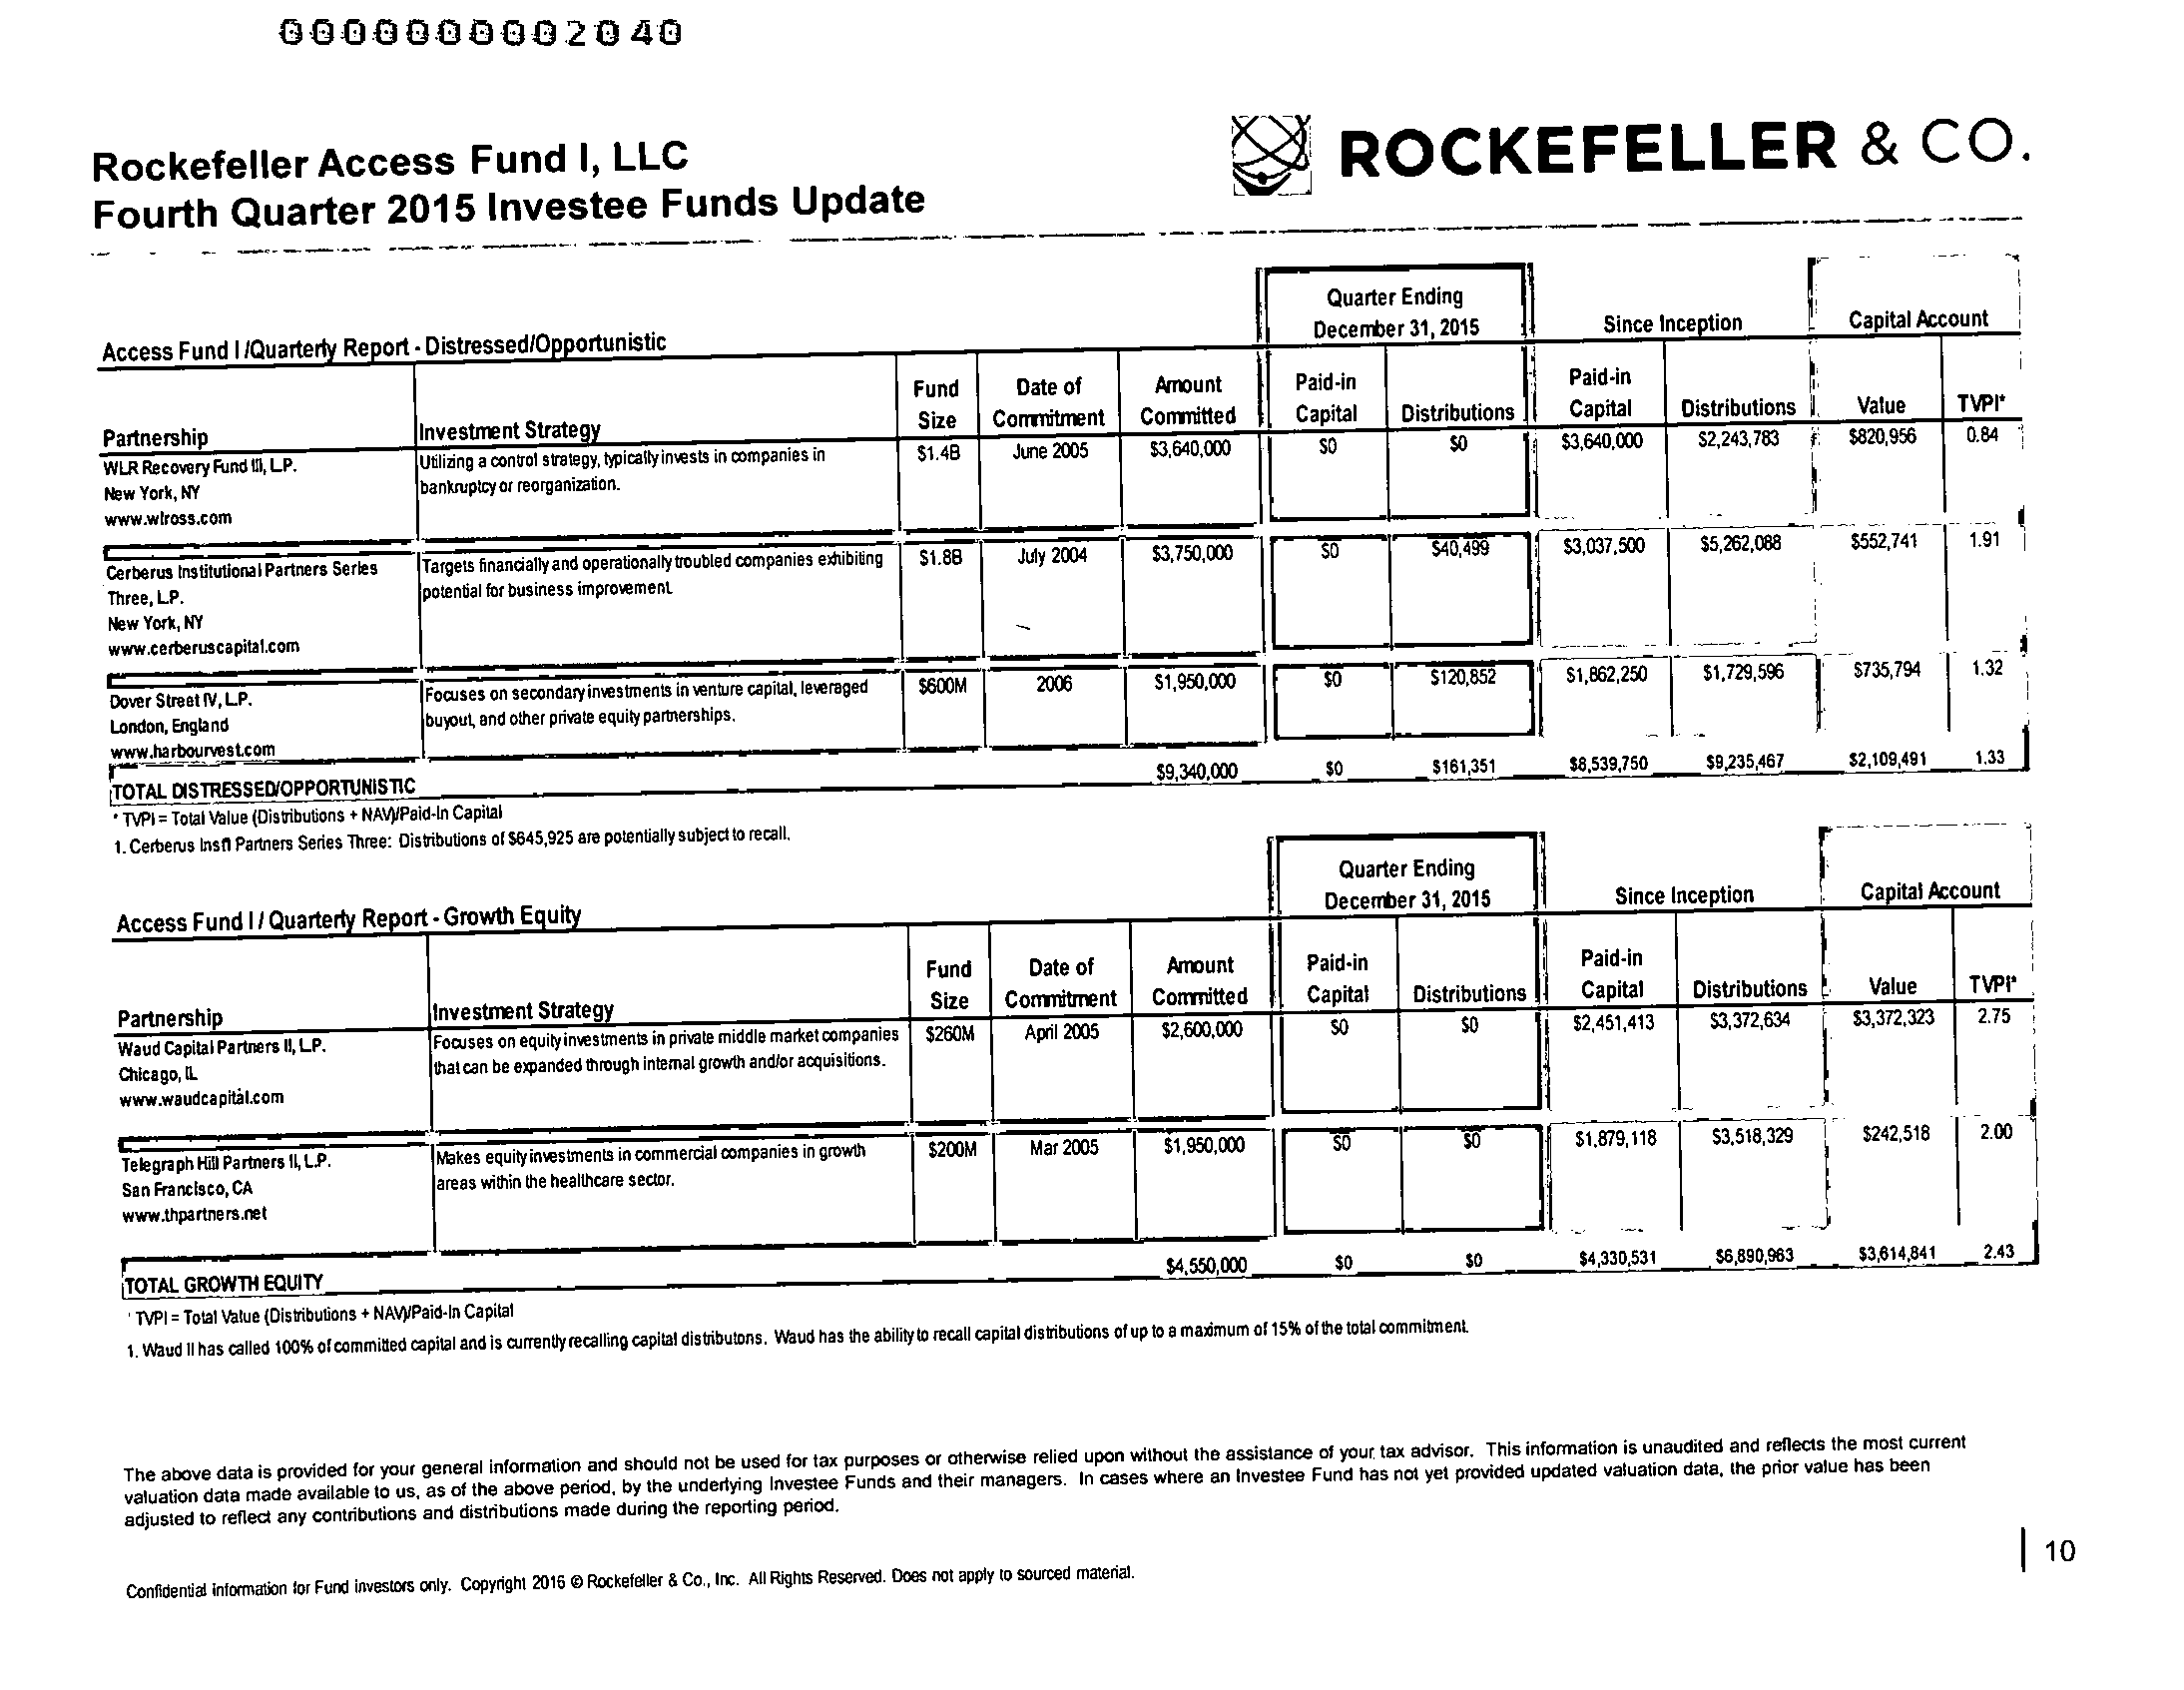 0000000002040
Rockefeller Access Fund I, LLC
Fourth Quarter 2015 Investee Funds Update
ROCKEFELLER & CO.
Quarter Ending
December 31, 2015 Since Inception Capital Account
Access Fund I /Quarterly Report - Distressed/Opportunistic
Fund Date of Amount Paid-in Paid-in
Partnership Investment Strategy Size Commitment Committed Capital Distributions Capital Distributions Value TVPI*
WLR Recovery Fund III, L.P. Utilizing a control strategy, typically invests in companies in $1.4B June 2005 $3,640,000 $0 $0 $3,640,000 $2,243,783 $820,956 0.84
New York, NY bankruptcy or reorganization.
www.wlross.com
Cerberus Institutional Partners Series Targets financially and operationally troubled companies exhibiting $1.8B July 2004 $3,750,000 $0 $40,499 $3,037,500 $5,262,088 $552,741 1.91
Three, L.P. potential for business improvement.
New York, NY
www.cerberuscapital.com
Dover Street IV, L.P. Focuses on secondary investments in venture capital, leveraged $600M 2006 $1,950,000 $0 $120,852 $1,862,250 $1,729,596 $735,794 1.32
London, England buyout, and other private equity partnerships.
www.harbourvest.com
TOTAL DISTRESSED/OPPORTUNISTIC $9,340,000 $0 $161,351 $8,539,750 $9,235,467 $2,109,491 1.33
* TVPI = Total Value (Distributions + NAV)/Paid-In Capital
1. Cerberus Inst'l Partners Series Three: Distributions of $645,925 are potentially subject to recall.
Quarter Ending
December 31, 2015 Since Inception Capital Account
Access Fund I / Quarterly Report - Growth Equity
Fund Date of Amount Paid-in Paid-in
Partnership Investment Strategy Size Commitment Committed Capital Distributions Capital Distributions Value TVPI*
Waud Capital Partners II, L.P. Focuses on equity investments in private middle market companies $260M April 2005 $2,600,000 $0 $0 $2,451,413 $3,372,634 $3,372,323 2.75
Chicago, IL that can be expanded through internal growth and/or acquisitions.
www.waudcapital.com
Telegraph Hill Partners II, L.P. Makes equity investments in commercial companies in growth $200M Mar 2005 $1,950,000 $0 $0 $1,879,118 $3,518,329 $242,518 2.00
San Francisco, CA areas within the healthcare sector.
www.thpartners.net
TOTAL GROWTH EQUITY $4,550,000 $0 $0 $4,330,531 $6,890,963 $3,614,841 2.43
* TVPI = Total Value (Distributions + NAV)/Paid-In Capital
1. Waud II has called 100% of committed capital and is currently recalling capital distributons. Waud has the ability to recall capital distributions of up to a maximum of 15% of the total commitment.
The above data is provided for your general information and should not be used for tax purposes or otherwise relied upon without the assistance of your tax advisor. This information is unaudited and reflects the most current
valuation data made available to us, as of the above period, by the underlying Investee Funds and their managers. In cases where an Investee Fund has not yet provided updated valuation data, the prior value has been
adjusted to reflect any contributions and distributions made during the reporting period.
10
Confidential information for Fund investors only. Copyright 2016 © Rockefeller & Co., Inc. All Rights Reserved. Does not apply to sourced material.